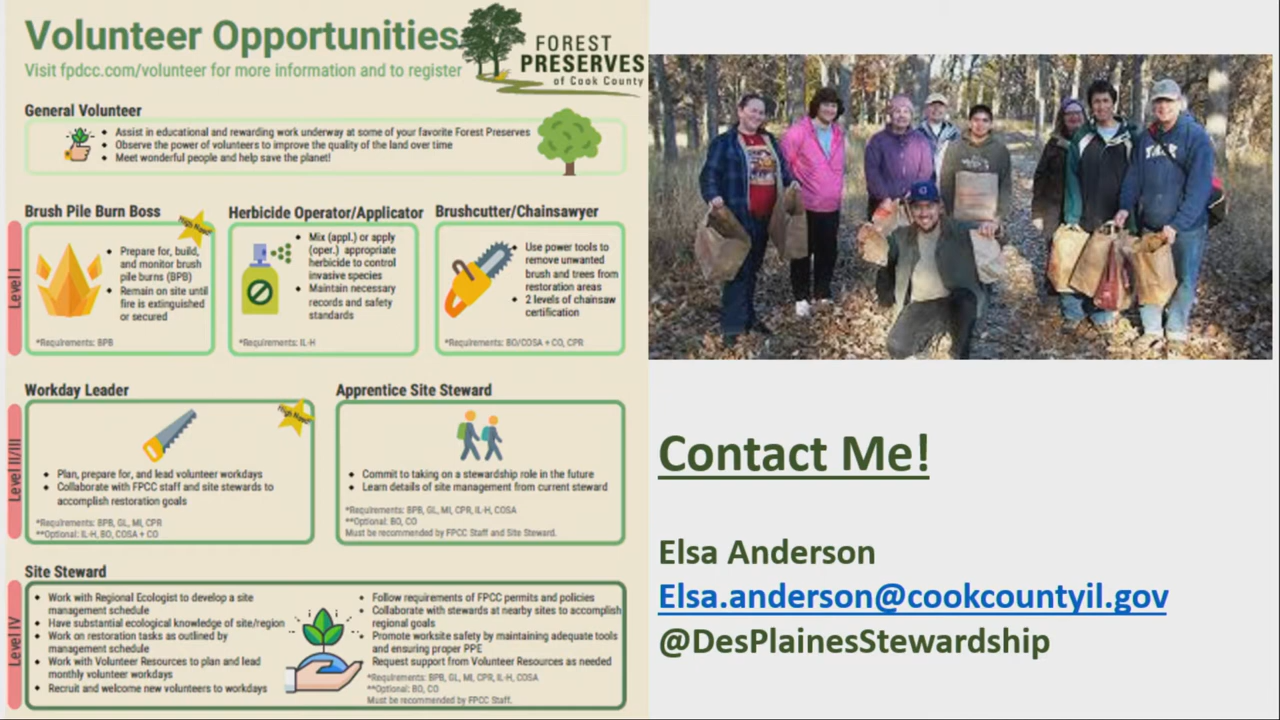 Volunteer Opportunities
Visit fpdcc.com/volunteer for more information and to register
FOREST
PRESERVES
of Cook County
General Volunteer
Assist in educational and rewarding work underway at some of your favorite Forest Preserves
Observe the power of volunteers to improve the quality of the land over time
Meet wonderful people and help save the planet!
Level I
Brush Pile Burn Boss
High Need!
Prepare for, build,
and monitor brush
pile burns (BPB)
Remain on site until
fire is extinguished
or secured
*Requirements: BPB
Herbicide Operator/Applicator
Mix (appl.) or apply
(oper.) appropriate
herbicide to control
invasive species
Maintain necessary
records and safety
standards
*Requirements: IL-H
Brushcutter/Chainsawyer
Use power tools to
remove unwanted
brush and trees from
restoration areas
2 levels of chainsaw
certification
*Requirements: BO/COSA + CO, CPR
Level II/III
Workday Leader
High Need!
Plan, prepare for, and lead volunteer workdays
Collaborate with FPCC staff and site stewards to
accomplish restoration goals
*Requirements: BPB, GL, MI, CPR
**Optional: IL-H, BO, COSA + CO
Apprentice Site Steward
Commit to taking on a stewardship role in the future
Learn details of site management from current steward
*Requirements: BPB, GL, MI, CPR, IL-H, COSA
**Optional: BO, CO
Must be recommended by FPCC Staff and Site Steward.
Level IV
Site Steward
Work with Regional Ecologist to develop a site
management schedule
Have substantial ecological knowledge of site/region
Work on restoration tasks as outlined by
management schedule
Work with Volunteer Resources to plan and lead
monthly volunteer workdays
Recruit and welcome new volunteers to workdays
Follow requirements of FPCC permits and policies
Collaborate with stewards at nearby sites to accomplish
regional goals
Promote worksite safety by maintaining adequate tools
and ensuring proper PPE
Request support from Volunteer Resources as needed
*Requirements: BPB, GL, MI, CPR, IL-H, COSA
**Optional: BO, CO
Must be recommended by FPCC Staff.
Contact Me!
Elsa Anderson
Elsa.anderson@cookcountyil.gov
@DesPlainesStewardship